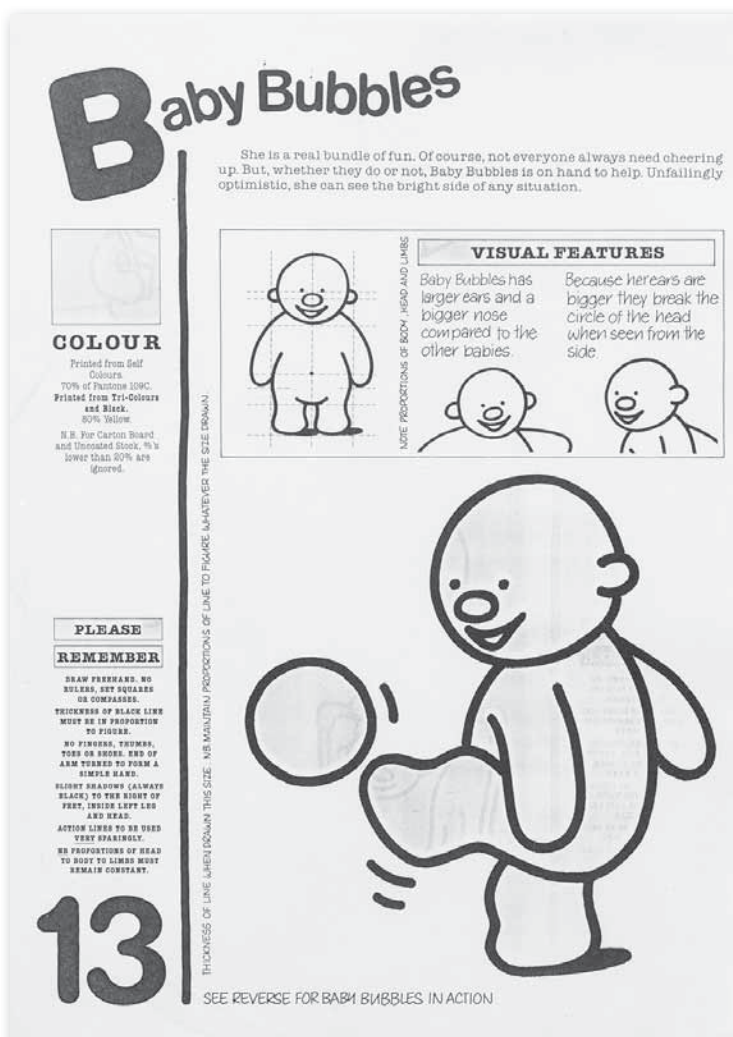 Baby Bubbles
She is a real bundle of fun. Of course, not everyone always need cheering
up. But, whether they do or not, Baby Bubbles is on hand to help. Unfailingly
optimistic, she can see the bright side of any situation.
COLOUR
Printed from Self
Colours.
70% of Pantone 109C.
Printed from Tri-Colours
and Black.
80% Yellow.
N.B. For Carton Board
and Uncoated Stock, %'s
lower than 20% are
ignored.
NOTE PROPORTIONS OF BODY, HEAD AND LIMBS
VISUAL FEATURES
Baby Bubbles has
larger ears and a
bigger nose
compared to the
other babies.
Because her ears are
bigger they break the
circle of the head
when seen from the
side
THICKNESS OF LINE WHEN DRAWN THIS SIZE. NB. MAINTAIN PROPORTIONS OF LINE TO FIGURE WHATEVER THE SIZE DRAWN.
PLEASE
REMEMBER
DRAW FREEHAND. NO
RULERS, SET SQUARES
OR COMPASSES.
THICKNESS OF BLACK LINE
MUST BE IN PROPORTION
TO FIGURE.
NO FINGERS, THUMBS,
TOES OR SHOES. END OF
ARM TURNED TO FORM A
SIMPLE HAND.
SLIGHT SHADOWS (ALWAYS
BLACK) TO THE RIGHT OF
FEET, INSIDE LEFT LEG
AND HEAD.
ACTION LINES TO BE USED
VERY SPARINGLY.
NB PROPORTIONS OF HEAD
TO BODY TO LIMBS MUST
REMAIN CONSTANT.
13
SEE REVERSE FOR BABY BUBBLES IN ACTION